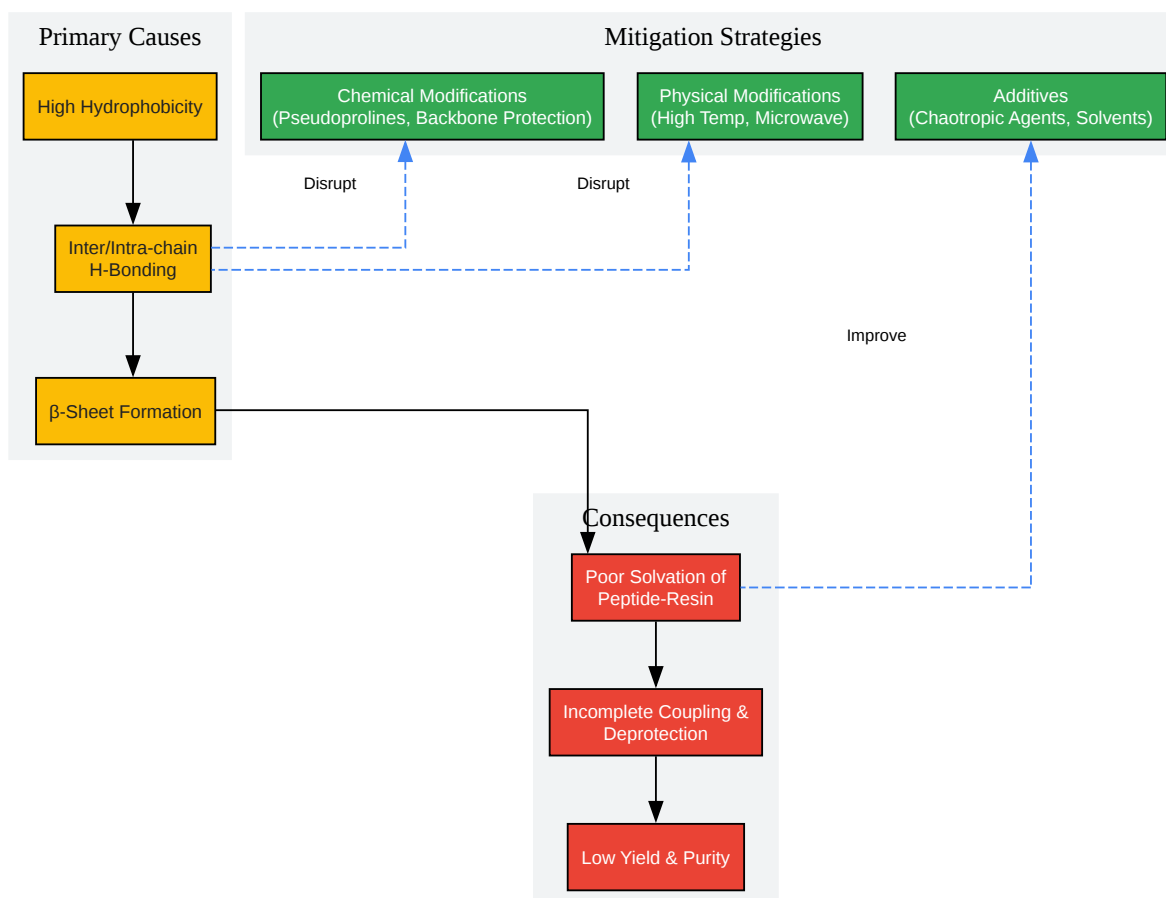 Primary Causes
Mitigation Strategies
High Hydrophobicity
Chemical Modifications
(Pseudoprolines, Backbone Protection)
Physical Modifications
(High Temp, Microwave)
Additives
(Chaotropic Agents, Solvents)
Disrupt
Disrupt
Inter/Intra-chain
H-Bonding
Improve
β-Sheet Formation
Consequences
Poor Solvation of
Peptide-Resin
Incomplete Coupling &
Deprotection
Low Yield & Purity